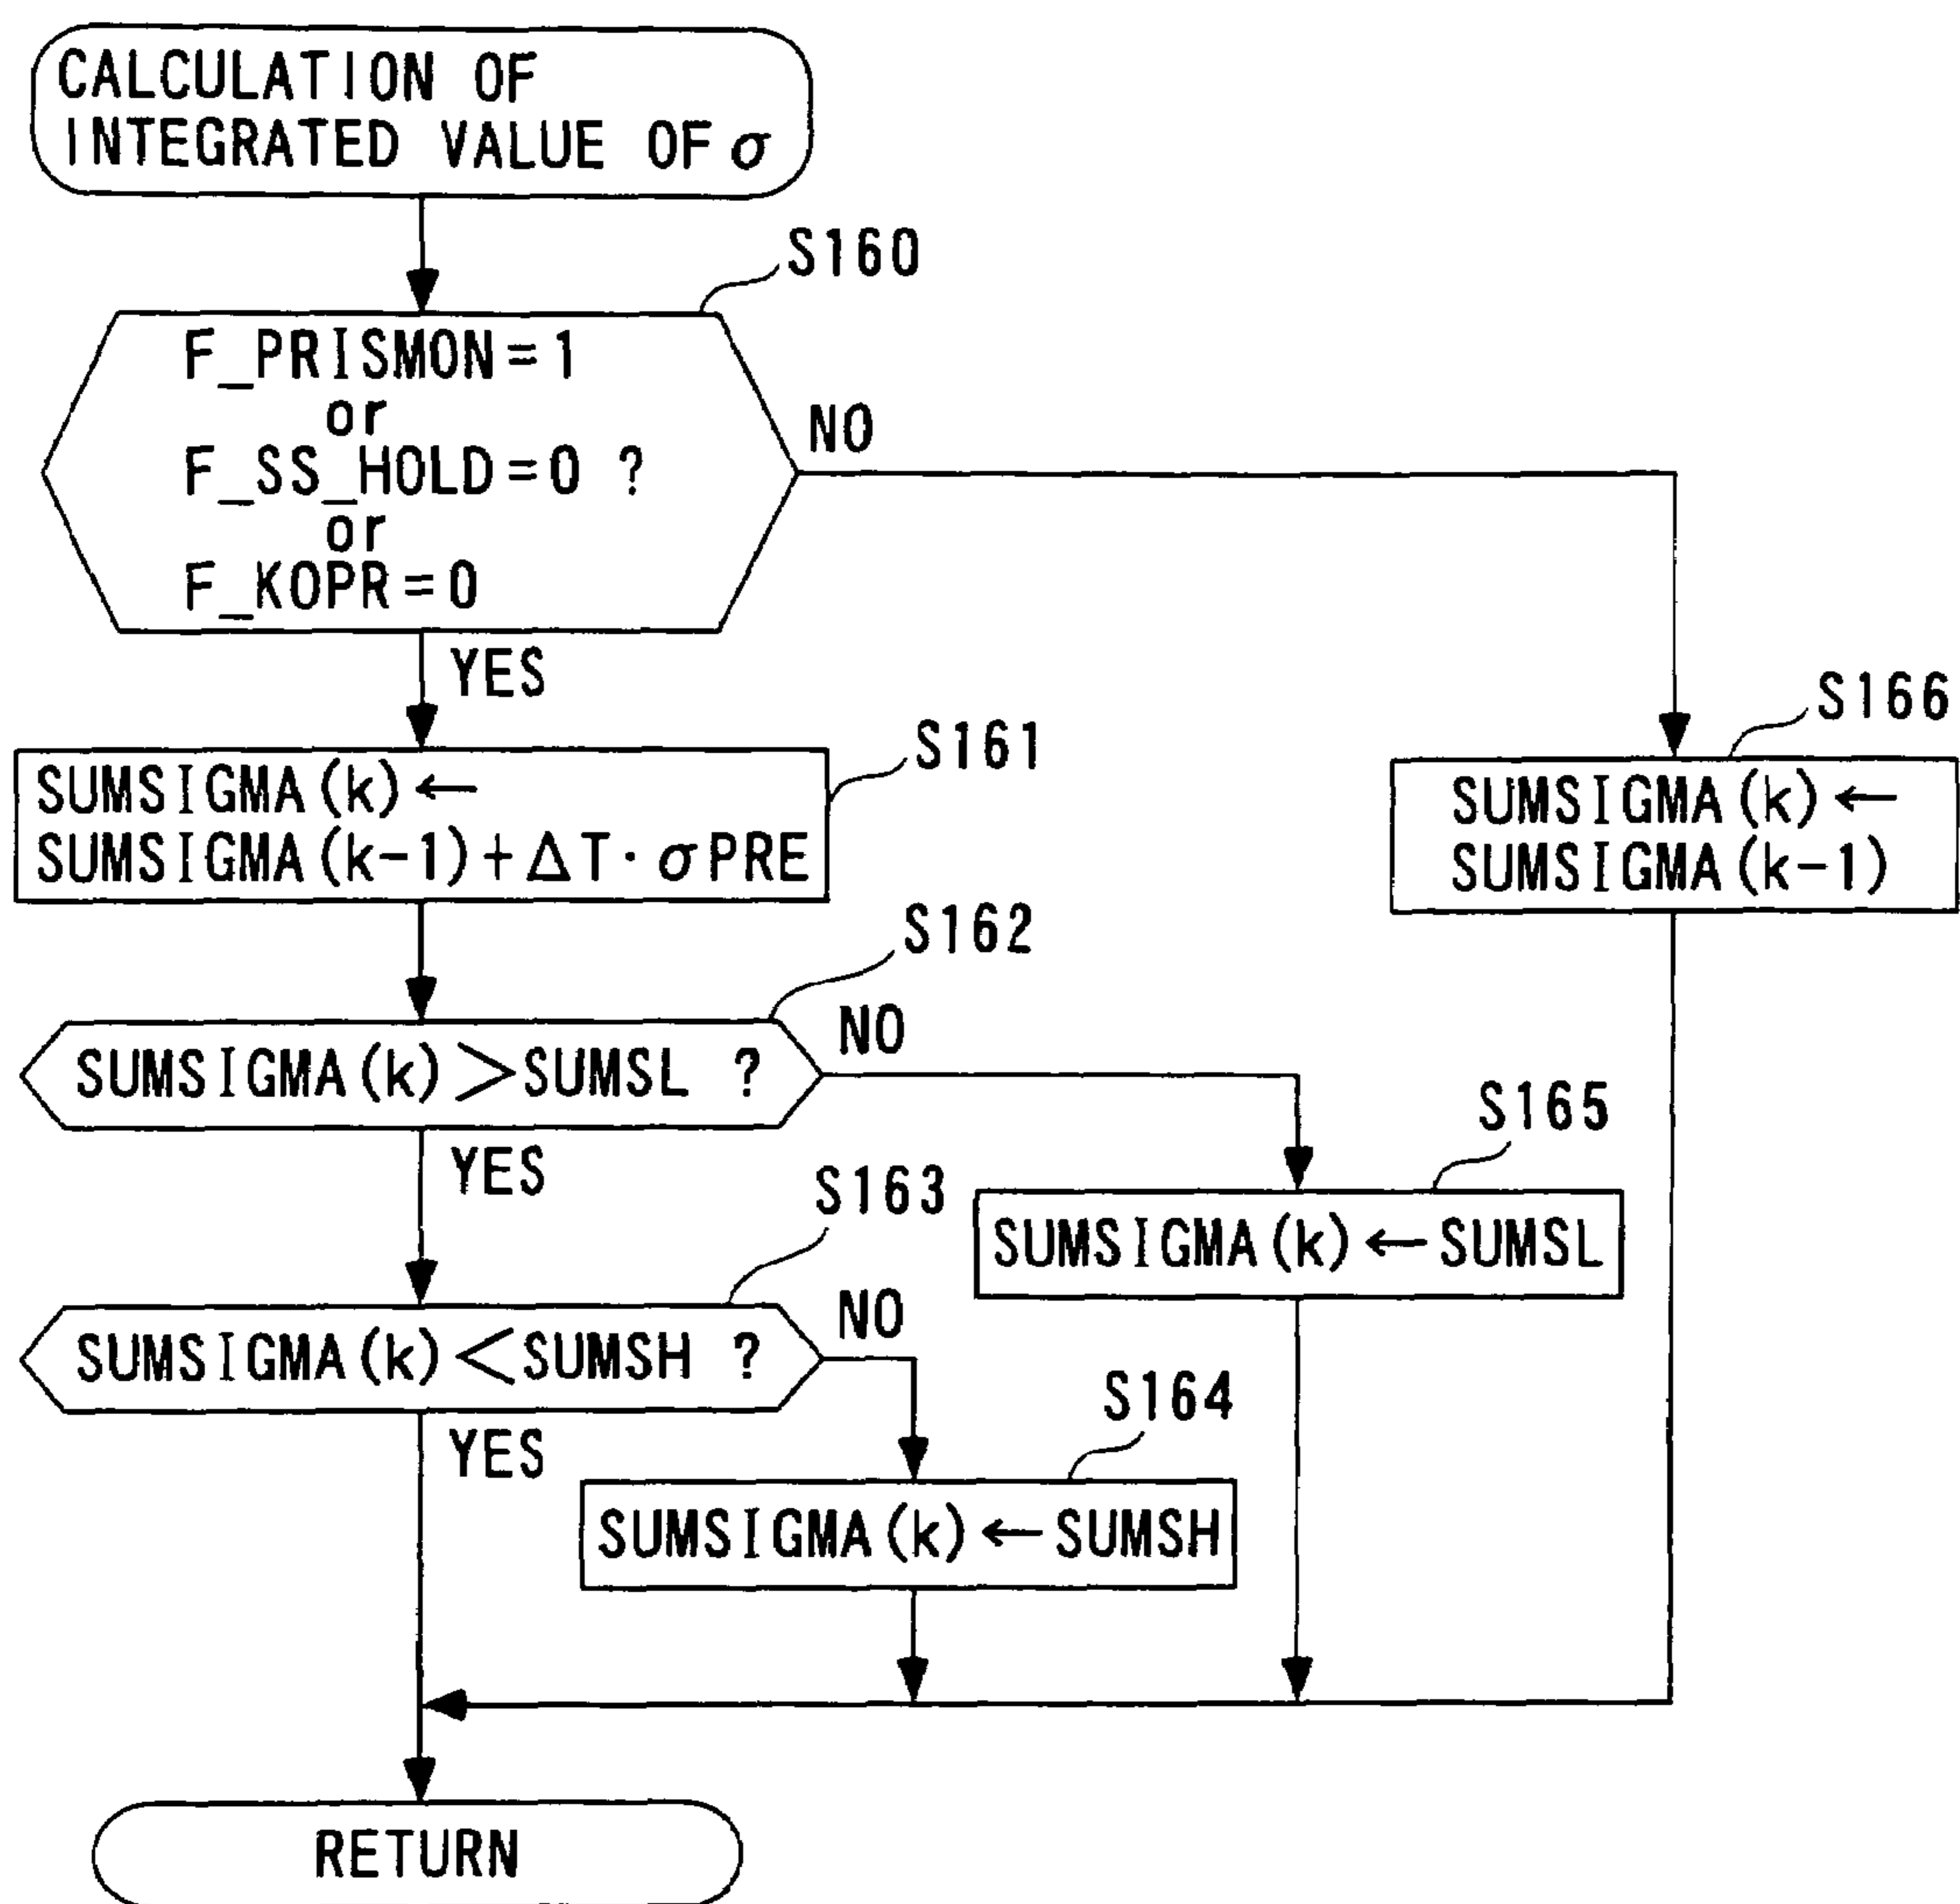 CALCULATION OF
INTEGRATED VALUE OF σ
S160
F_PRISMON=1
or
F_SS_HOLD=0 ?
or
F_KOPR=0
NO
YES
S161
SUMSIGMA(k)←
SUMSIGMA(k-1)+ΔT·σPRE
S166
SUMSIGMA(k)←
SUMSIGMA(k-1)
S162
SUMSIGMA(k)>SUMSL ?
NO
YES
S165
SUMSIGMA(k)←SUMSL
S163
SUMSIGMA(k)<SUMSH ?
NO
YES
S164
SUMSIGMA(k)←SUMSH
RETURN